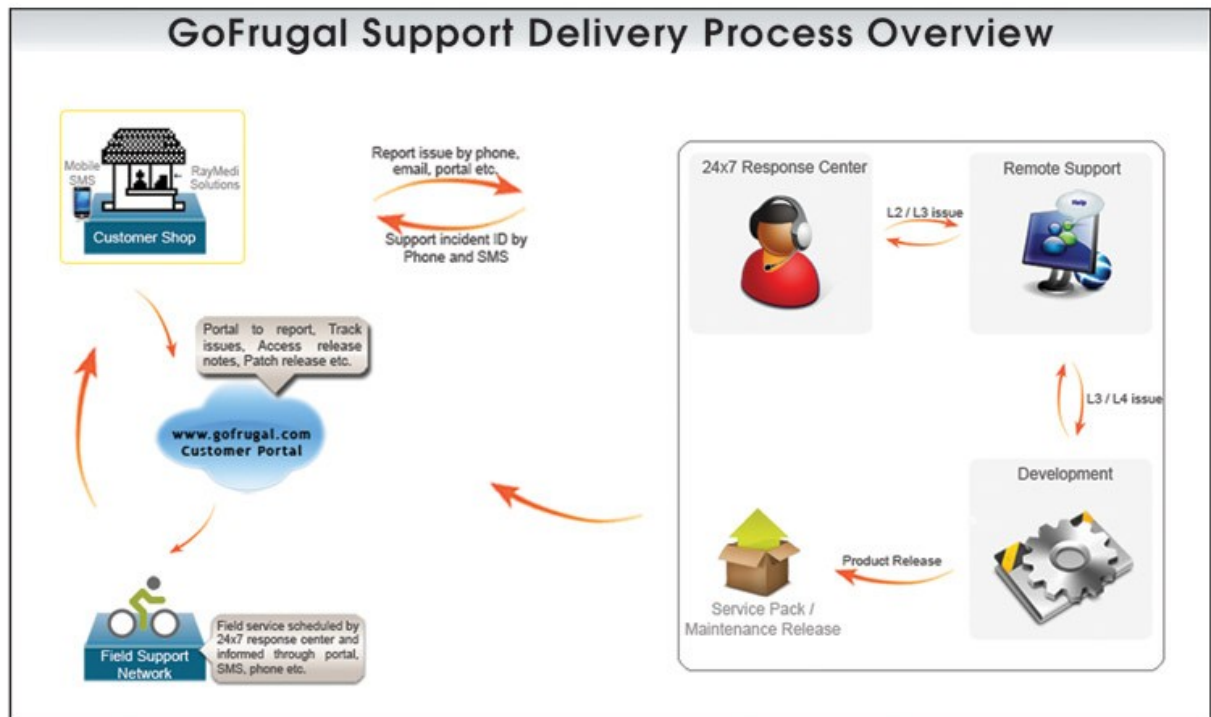 GoFrugal Support Delivery Process Overview
Mobile
SMS
RayMedi
Solutions
Customer Shop
Report issue by phone,
email, portal etc.
Support incident ID by
Phone and SMS
24x7 Response Center
L2 / L3 issue
Remote Support
Help
Portal to report, Track
issues, Access release
notes, Patch release etc.
www.gofrugal.com
Customer Portal
L3 / L4 issue
Development
Product Release
Service Pack /
Maintenance Release
Field Support
Network
Field service scheduled by
24x7 response center and
informed through portal,
SMS, phone etc.